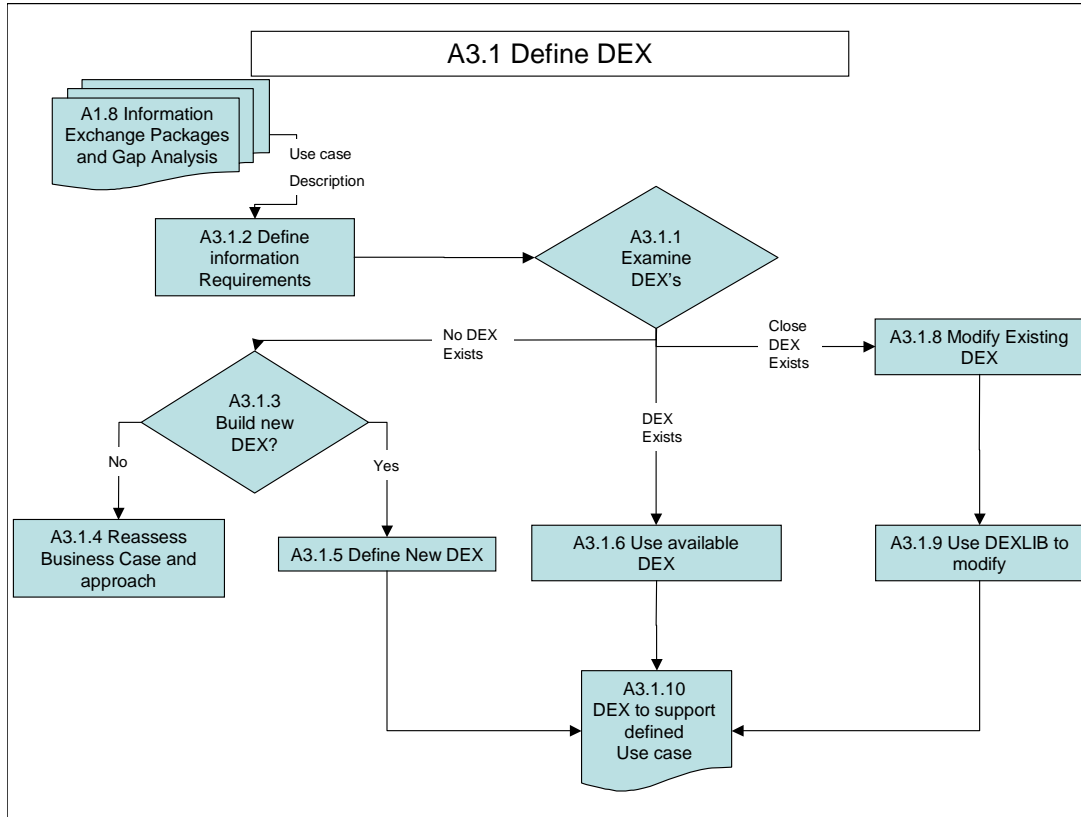 A3.1 Define DEX
A1.8 Information
Exchange Packages
and Gap Analysis
Use case
Description
A3.1.2 Define
information
Requirements
A3.1.1
Examine
DEX's
No DEX
Exists
Close
DEX
Exists
A3.1.8 Modify Existing
DEX
A3.1.3
Build new
DEX?
DEX
Exists
No
Yes
A3.1.4 Reassess
Business Case and
approach
A3.1.5 Define New DEX
A3.1.6 Use available
DEX
A3.1.9 Use DEXLIB to
modify
A3.1.10
DEX to support
defined
Use case